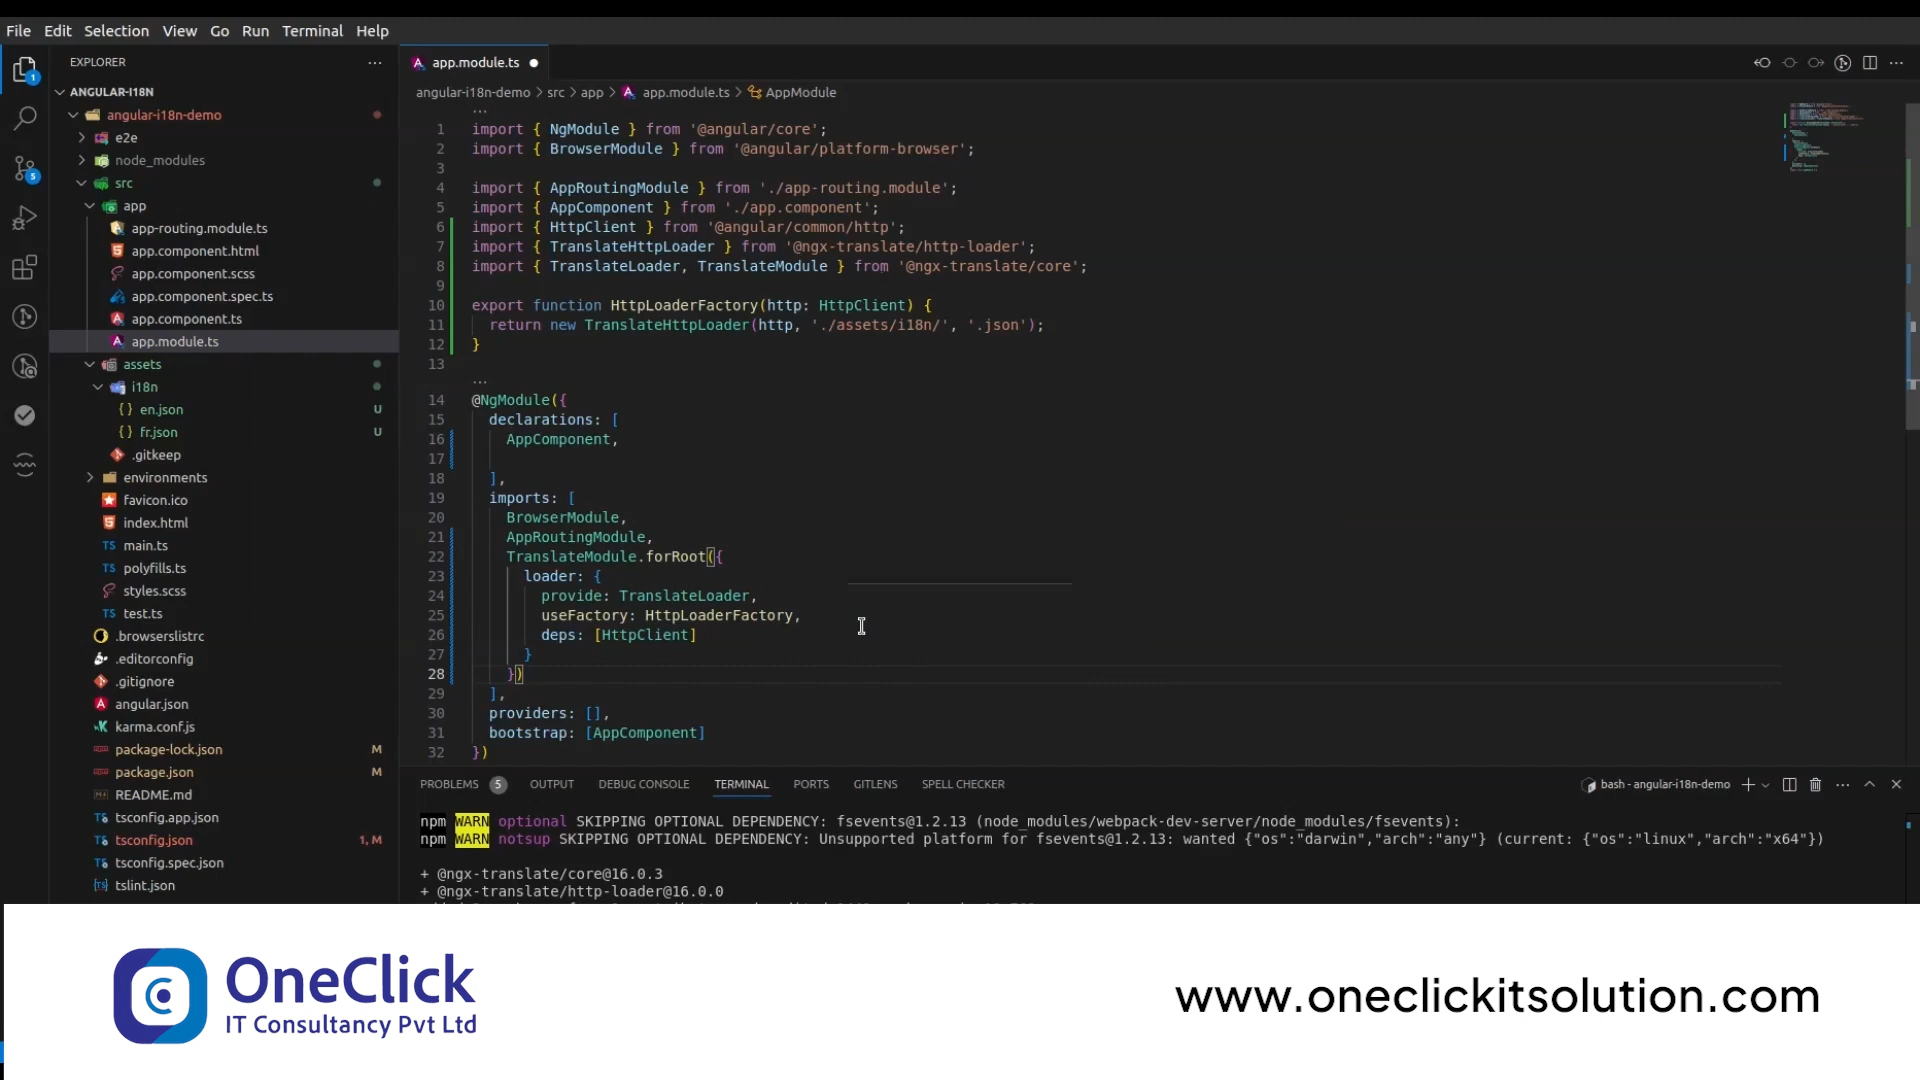 File Edit Selection View Go Run Terminal Help
EXPLORER
ANGULAR-I18N
angular-i18n-demo
e2e
node_modules
src
app
app-routing.module.ts
app.component.html
app.component.scss
app.component.spec.ts
app.component.ts
app.module.ts
assets
i18n
en.json U
fr.json U
.gitkeep
environments
favicon.ico
index.html
TS main.ts
TS polyfills.ts
styles.scss
TS test.ts
.browserslistrc
.editorconfig
.gitignore
angular.json
karma.conf.js
package-lock.json M
package.json M
README.md
tsconfig.app.json
tsconfig.json 1, M
tsconfig.spec.json
tslint.json
app.module.ts
angular-i18n-demo > src > app > app.module.ts > AppModule
1 import { NgModule } from '@angular/core';
2 import { BrowserModule } from '@angular/platform-browser';
3
4 import { AppRoutingModule } from './app-routing.module';
5 import { AppComponent } from './app.component';
6 import { HttpClient } from '@angular/common/http';
7 import { TranslateHttpLoader } from '@ngx-translate/http-loader';
8 import { TranslateLoader, TranslateModule } from '@ngx-translate/core';
9
10 export function HttpLoaderFactory(http: HttpClient) {
11 return new TranslateHttpLoader(http, './assets/i18n/', '.json');
12 }
13
14 @NgModule({
15 declarations: [
16 AppComponent,
17
18 ],
19 imports: [
20 BrowserModule,
21 AppRoutingModule,
22 TranslateModule.forRoot({
23 loader: {
24 provide: TranslateLoader,
25 useFactory: HttpLoaderFactory,
26 deps: [HttpClient]
27 }
28 })
29 ],
30 providers: [],
31 bootstrap: [AppComponent]
32 })
PROBLEMS 5 OUTPUT DEBUG CONSOLE TERMINAL PORTS GITLENS SPELL CHECKER bash - angular-i18n-demo
npm WARN optional SKIPPING OPTIONAL DEPENDENCY: fsevents@1.2.13 (node_modules/webpack-dev-server/node_modules/fsevents):
npm WARN notsup SKIPPING OPTIONAL DEPENDENCY: Unsupported platform for fsevents@1.2.13: wanted {"os":"darwin","arch":"any"} (current: {"os":"linux","arch":"x64"})
+ @ngx-translate/core@16.0.3
+ @ngx-translate/http-loader@16.0.0
OneClick
IT Consultancy Pvt Ltd
www.oneclickitsolution.com